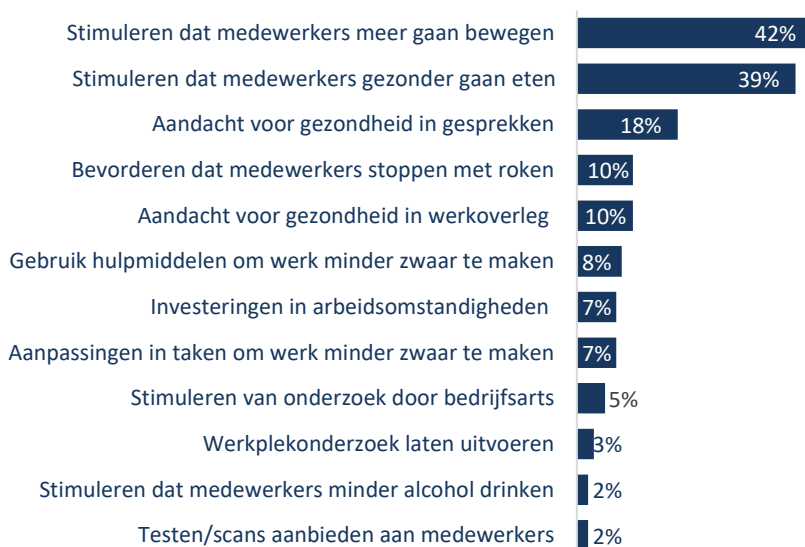 Stimuleren dat medewerkers meer gaan bewegen 42%
Stimuleren dat medewerkers gezonder gaan eten 39%
Aandacht voor gezondheid in gesprekken 18%
Bevorderen dat medewerkers stoppen met roken 10%
Aandacht voor gezondheid in werkoverleg 10%
Gebruik hulpmiddelen om werk minder zwaar te maken 8%
Investeringen in arbeidsomstandigheden 7%
Aanpassingen in taken om werk minder zwaar te maken 7%
Stimuleren van onderzoek door bedrijfsarts 5%
Werkplekonderzoek laten uitvoeren 3%
Stimuleren dat medewerkers minder alcohol drinken 2%
Testen/scans aanbieden aan medewerkers 2%